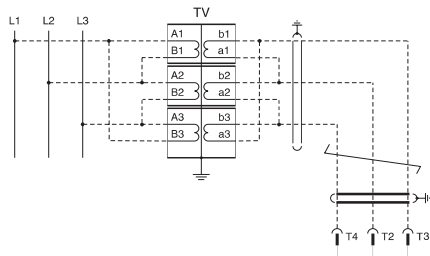 TV
L1 L2 L3
A1 b1
B1 a1
A2 b2
B2 a2
A3 b3
B3 a3
T4 T2 T3